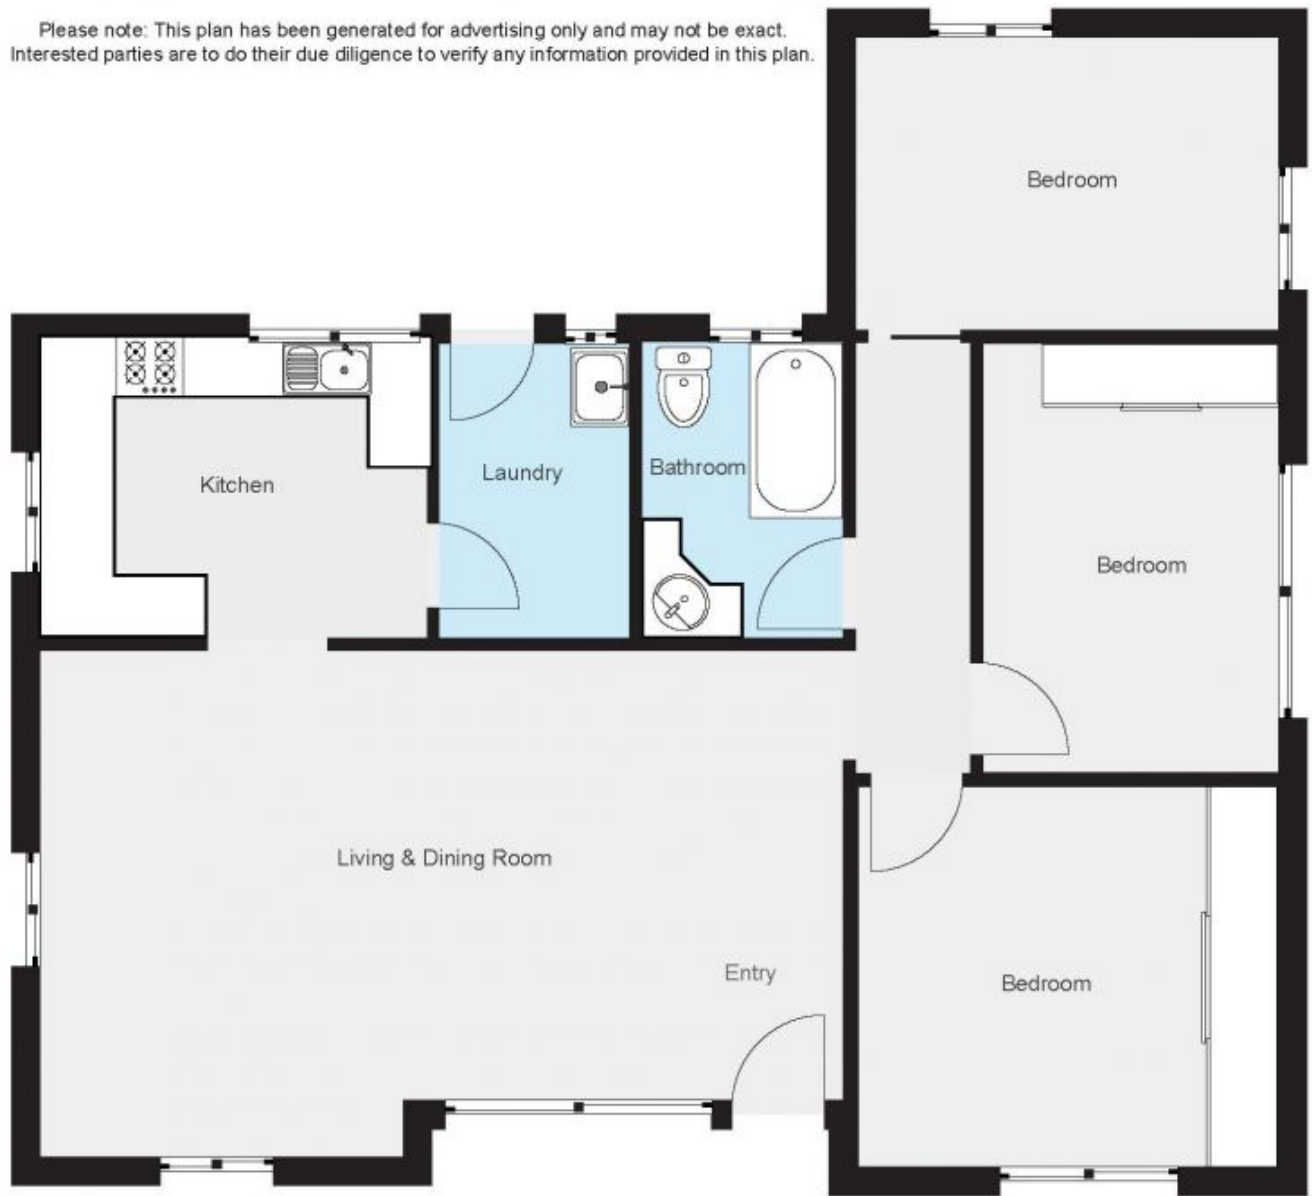 Please note: This plan has been generated for advertising only and may not be exact.
Interested parties are to do their due diligence to verify any information provided in this plan.
Bedroom
Kitchen
Laundry
Bathroom
Bedroom
Living & Dining Room
Entry
Bedroom